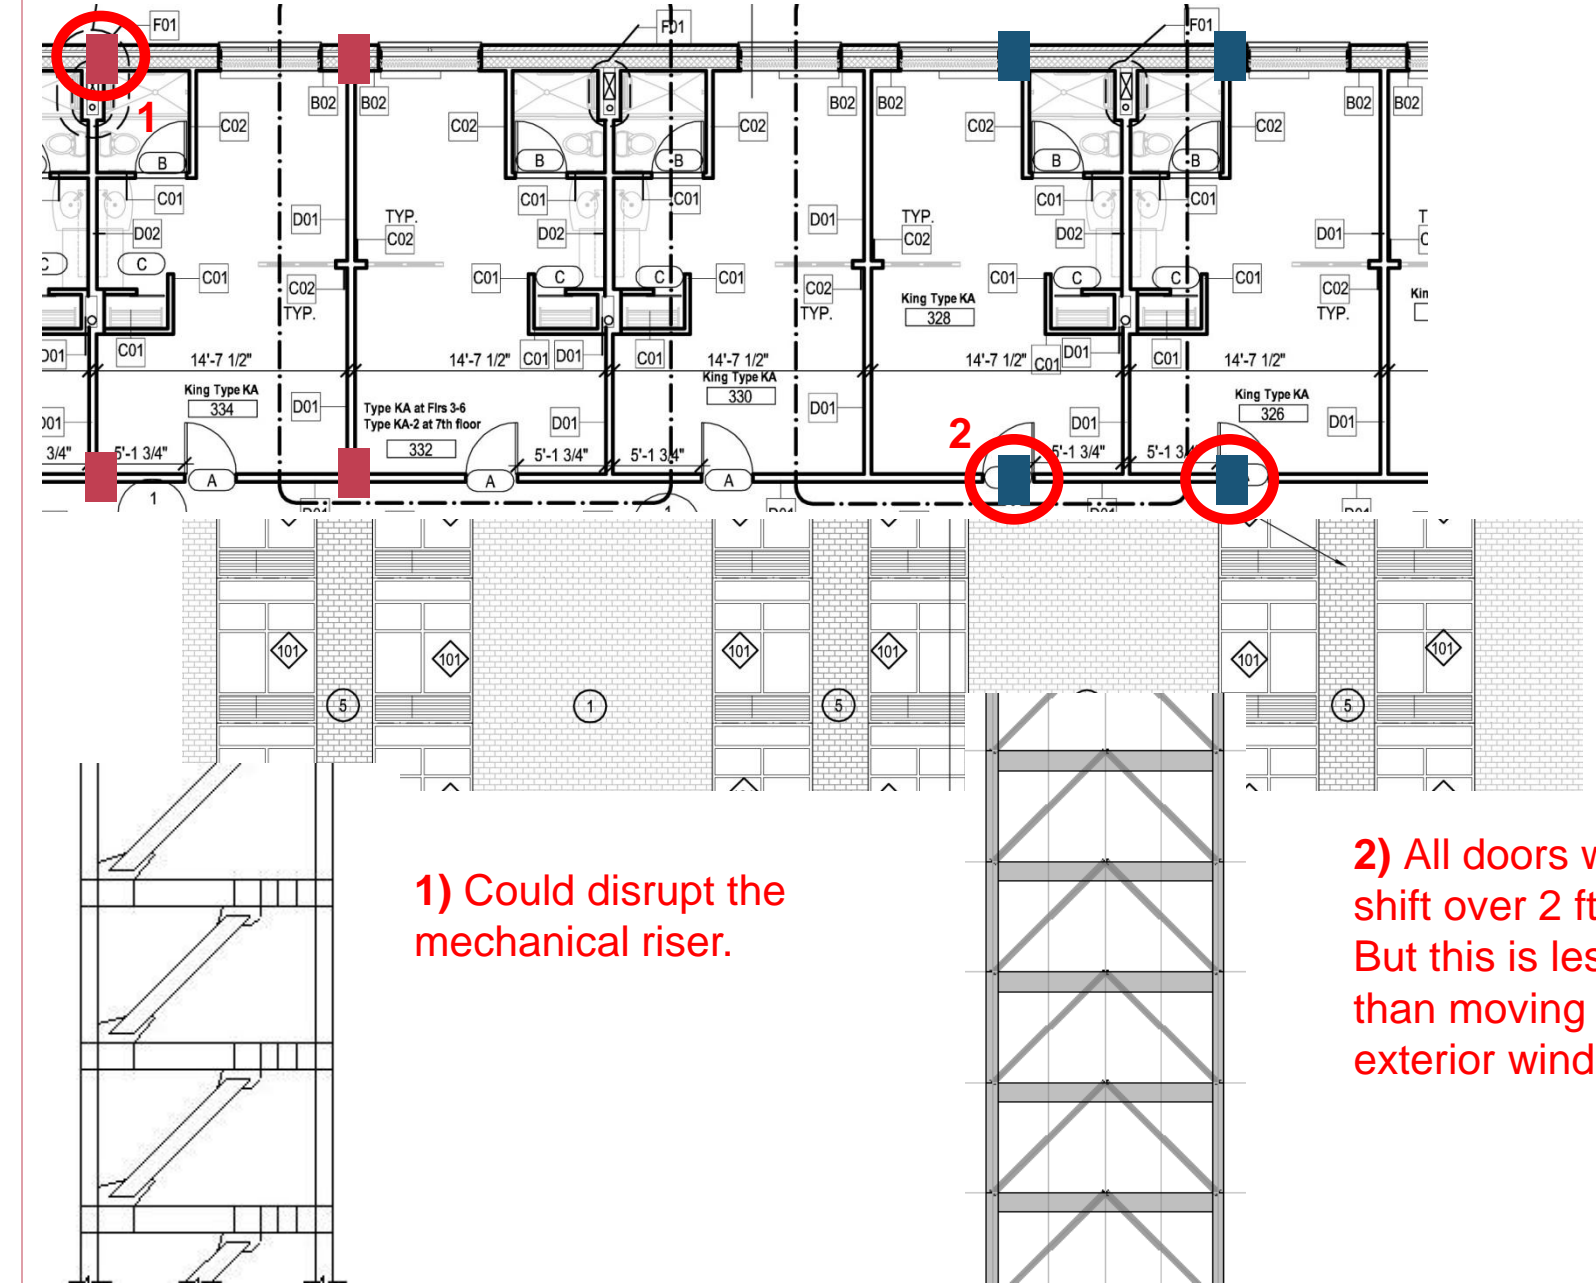 F01 F01 F01
1
B02 B02 B02 B02 B02 B02
C02 C02 C02 C02 C02
B B B B B
C01 C01 C01 C01 C01
D01 TYP. D01 TYP. D01
D02 C02 D02 C02 D02
C C C C C C
C01 C01 C01 C01 C01
C02 C02 C02
TYP. TYP. TYP.
King Type KA
328
D01 C01 C01 D01 C01 C01 D01 C01
14'-7 1/2" 14'-7 1/2" 14'-7 1/2" 14'-7 1/2" 14'-7 1/2"
King Type KA
334
D01
Type KA at Flrs 3-6
Type KA-2 at 7th floor
332
King Type KA
330
D01
King Type KA
326
D01 D01
2
3/4" 5'-1 3/4" 5'-1 3/4" 5'-1 3/4" 5'-1 3/4" 5'-1 3/4"
A A A
1
101 101 101 101 101 101
5 1 5 5
1) Could disrupt the
mechanical riser.
2) All doors
shift over 2 ft
But this is
than moving
exterior